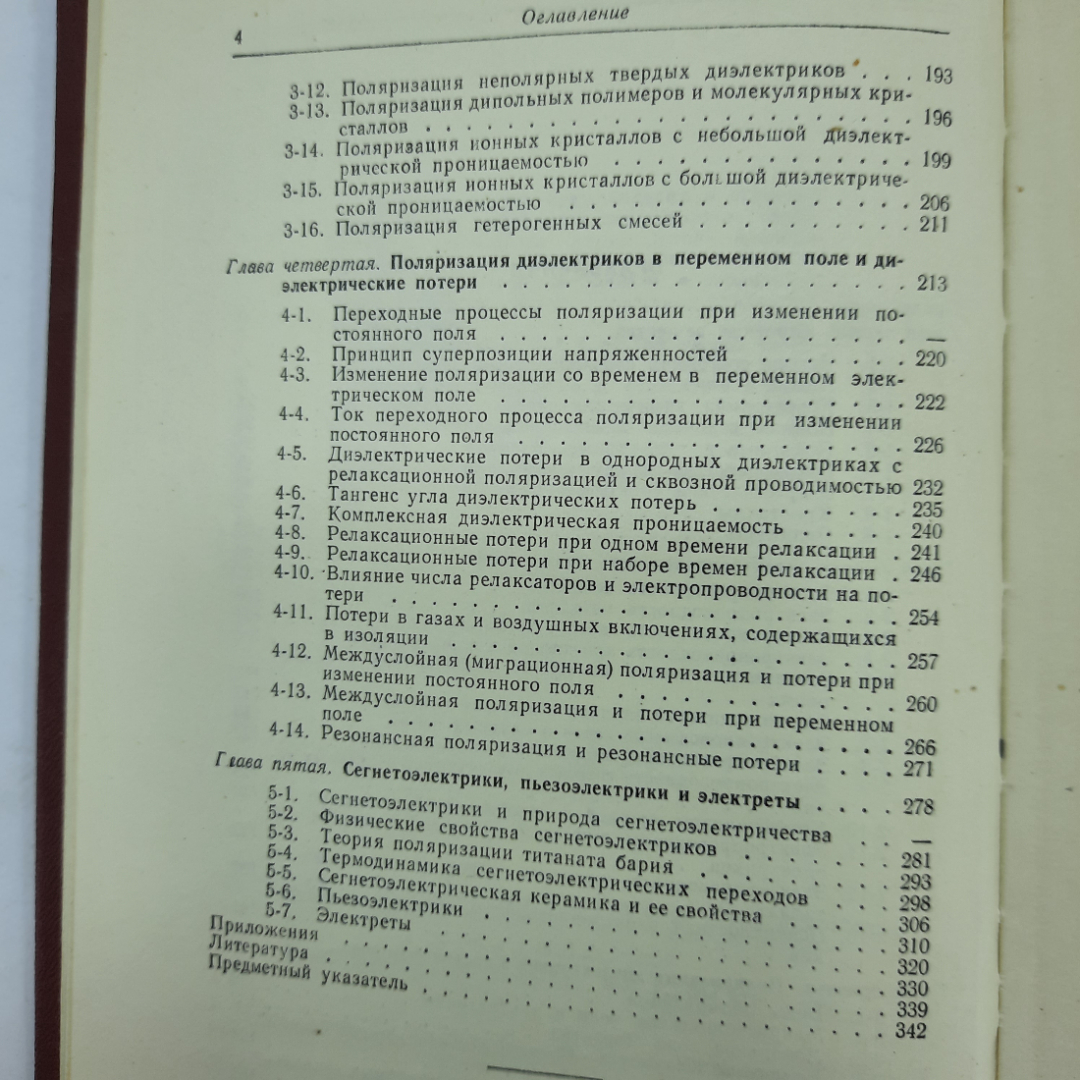 Оглавление
4
3-12. Поляризация неполярных твердых диэлектриков . . . 193
3-13. Поляризация дипольных полимеров и молекулярных кри-
сталлов . . . . . . . . . . . . . . . . . . . 196
3-14. Поляризация ионных кристаллов с небольшой диэлект-
рической проницаемостью . . . . . . . . . . . . . 199
3-15. Поляризация ионных кристаллов с большой диэлектриче-
ской проницаемостью . . . . . . . . . . . . . . 206
3-16. Поляризация гетерогенных смесей . . . . . . . . . . 211
Глава четвертая. Поляризация диэлектриков в переменном поле и ди-
электрические потери . . . . . . . . . . . . . . . . . 213
4-1. Переходные процессы поляризации при изменении по-
стоянного поля . . . . . . . . . . . . . . . . —
4-2. Принцип суперпозиции напряженностей . . . . . . . 220
4-3. Изменение поляризации со временем в переменном элек-
трическом поле . . . . . . . . . . . . . . . . 222
4-4. Ток переходного процесса поляризации при изменении
постоянного поля . . . . . . . . . . . . . . . 226
4-5. Диэлектрические потери в однородных диэлектриках с
релаксационной поляризацией и сквозной проводимостью 232
4-6. Тангенс угла диэлектрических потерь . . . . . . . . . 235
4-7. Комплексная диэлектрическая проницаемость . . . . . 240
4-8. Релаксационные потери при одном времени релаксации . 241
4-9. Релаксационные потери при наборе времен релаксации . 246
4-10. Влияние числа релаксаторов и электропроводности на по-
тери . . . . . . . . . . . . . . . . . . . . 254
4-11. Потери в газах и воздушных включениях, содержащихся
в изоляции . . . . . . . . . . . . . . . . . . 257
4-12. Междуслойная (миграционная) поляризация и потери при
изменении постоянного поля . . . . . . . . . . . 260
4-13. Междуслойная поляризация и потери при переменном
поле . . . . . . . . . . . . . . . . . . . . 266
4-14. Резонансная поляризация и резонансные потери . . . . 271
Глава пятая. Сегнетоэлектрики, пьезоэлектрики и электреты . . . . 278
5-1. Сегнетоэлектрики и природа сегнетоэлектричества . . —
5-2. Физические свойства сегнетоэлектриков . . . . . . . 281
5-3. Теория поляризации титаната бария . . . . . . . . 293
5-4. Термодинамика сегнетоэлектрических переходов . . . 298
5-5. Сегнетоэлектрическая керамика и ее свойства . . . . . 306
5-6. Пьезоэлектрики . . . . . . . . . . . . . . . . . 310
5-7. Электреты . . . . . . . . . . . . . . . . . . 320
Приложения . . . . . . . . . . . . . . . . . . . . . 330
Литература . . . . . . . . . . . . . . . . . . . . . 339
Предметный указатель . . . . . . . . . . . . . . . . . 342